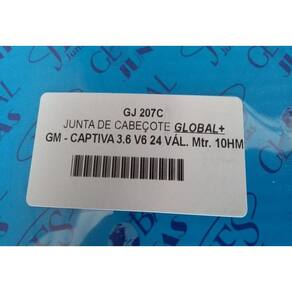 GJ 207C
JUNTA DE CABEÇOTE GLOBAL+
GM - CAPTIVA 3.6 V6 24 VÁL. Mtr. 10HM